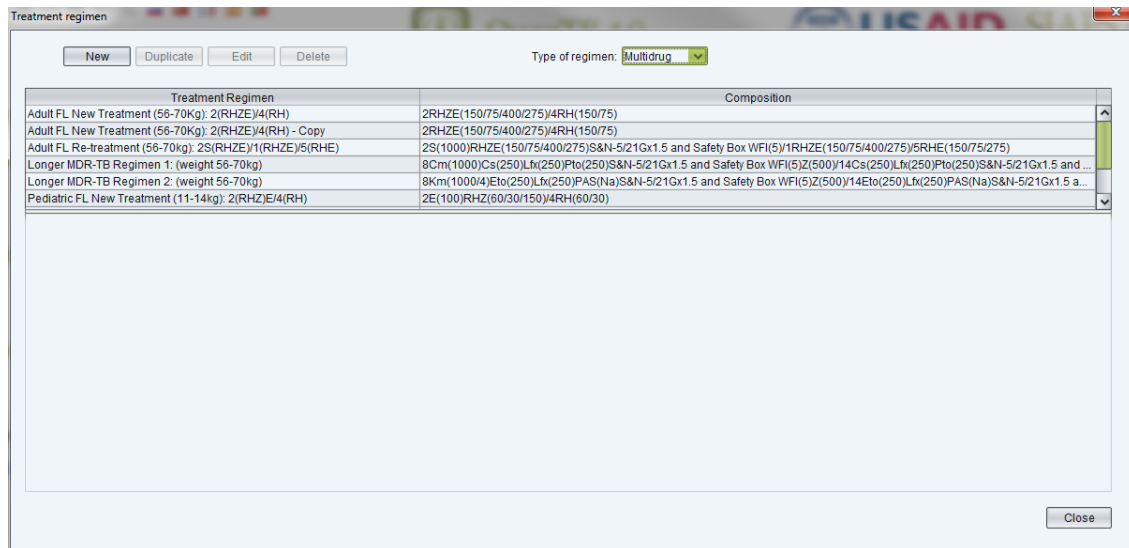 Treatment regimen
USAID SIAPS
New Duplicate Edit Delete Type of regimen: Multidrug
Treatment Regimen Composition
Adult FL New Treatment (56-70Kg): 2(RHZE)/4(RH) 2RHZE(150/75/400/275)/4RH(150/75)
Adult FL New Treatment (56-70Kg): 2(RHZE)/4(RH) - Copy 2RHZE(150/75/400/275)/4RH(150/75)
Adult FL Re-treatment (56-70kg): 2S(RHZE)/1(RHZE)/5(RHE) 2S(1000)RHZE(150/75/400/275)S&N-5/21Gx1.5 and Safety Box WFI(5)/1RHZE(150/75/400/275)/5RHE(150/75/275)
Longer MDR-TB Regimen 1: (weight 56-70kg) 8Cm(1000)Cs(250)Lfx(250)Pto(250)S&N-5/21Gx1.5 and Safety Box WFI(5)Z(500)/14Cs(250)Lfx(250)Pto(250)S&N-5/21Gx1.5 and ...
Longer MDR-TB Regimen 2: (weight 56-70kg) 8Km(1000/4)Eto(250)Lfx(250)PAS(Na)S&N-5/21Gx1.5 and Safety Box WFI(5)Z(500)/14Eto(250)Lfx(250)PAS(Na)S&N-5/21Gx1.5 a...
Pediatric FL New Treatment (11-14kg): 2(RHZ)E/4(RH) 2E(100)RHZ(60/30/150)/4RH(60/30)
Close